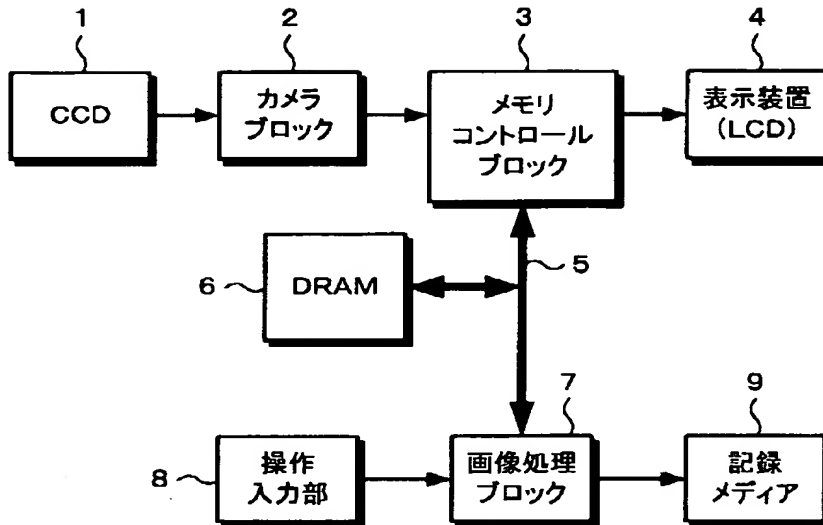 1
2
3
4
CCD
カメラ
ブロック
メモリ
コントロール
ブロック
表示装置
(LCD)
5
6
DRAM
7
9
8
操作
入力部
画像処理
ブロック
記録
メディア